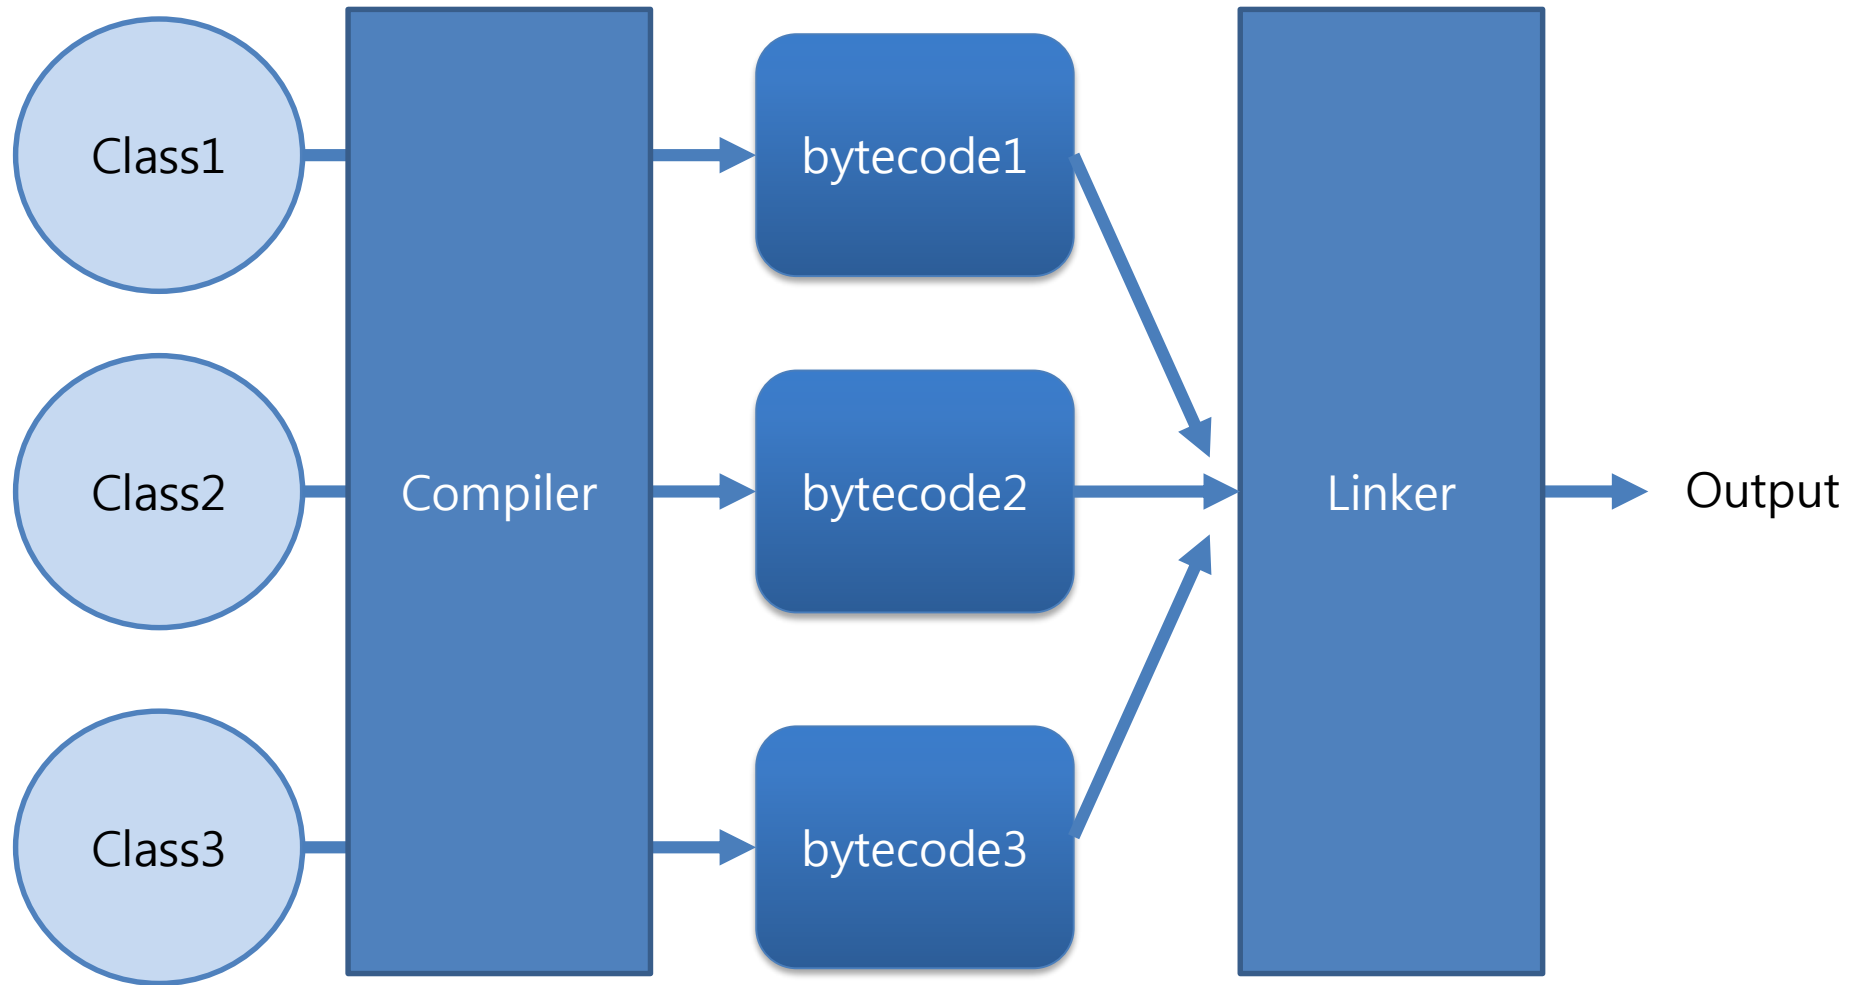 Class1
bytecode1
Class2
Compiler
bytecode2
Linker
Output
Class3
bytecode3